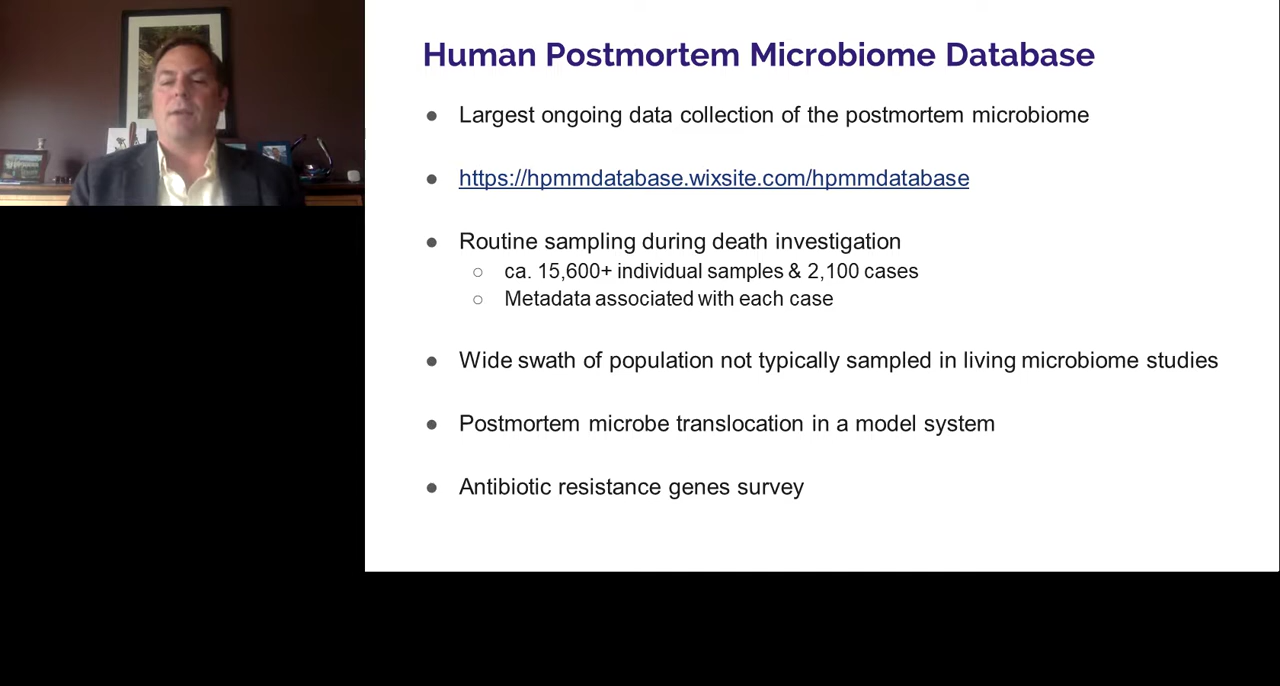 Human Postmortem Microbiome Database
● Largest ongoing data collection of the postmortem microbiome
● https://hpmmdatabase.wixsite.com/hpmmdatabase
● Routine sampling during death investigation
○ ca. 15,600+ individual samples & 2,100 cases
○ Metadata associated with each case
● Wide swath of population not typically sampled in living microbiome studies
● Postmortem microbe translocation in a model system
● Antibiotic resistance genes survey